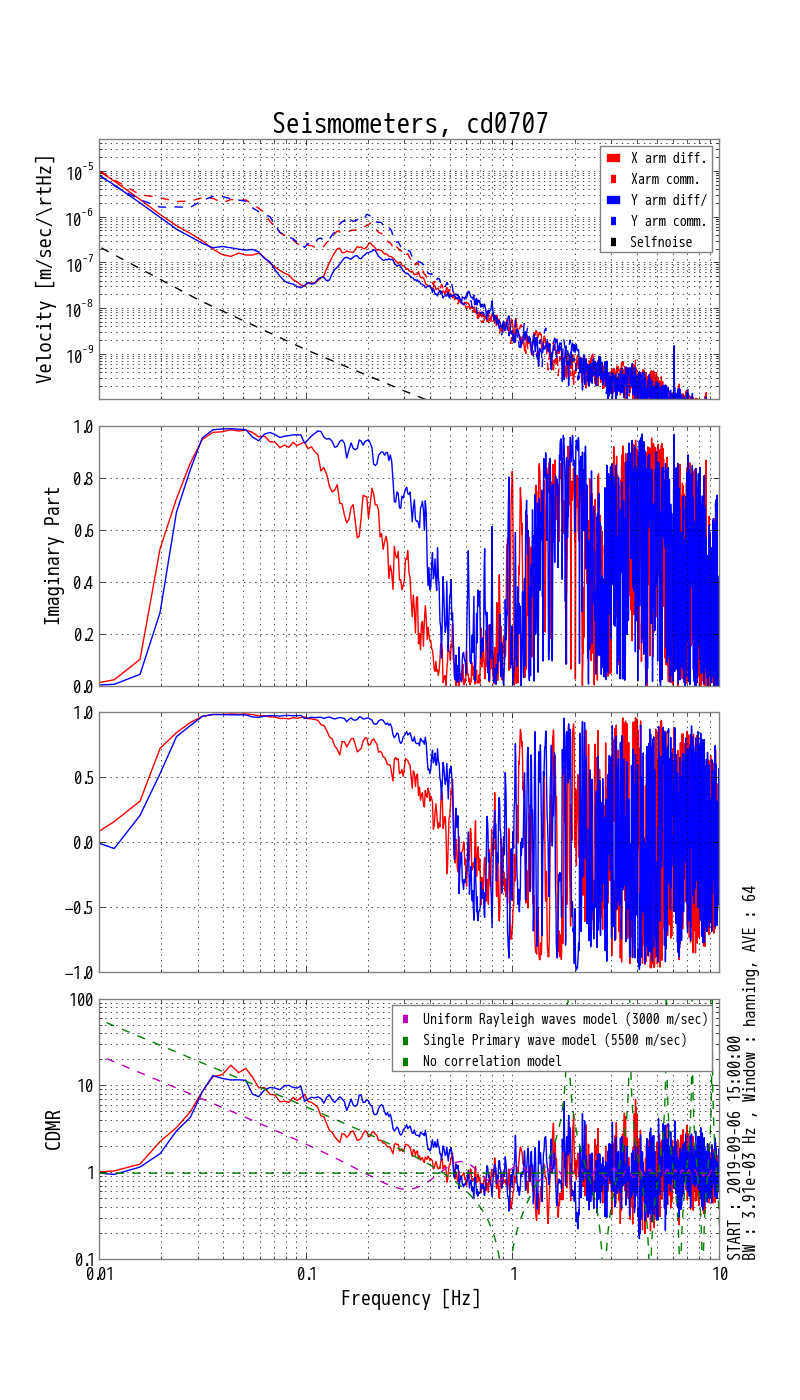 Seismometers, cd0707
Velocity [m/sec/\rtHz]
10^-5
10^-6
10^-7
10^-8
10^-9
X arm diff.
Xarm comm.
Y arm diff/
Y arm comm.
Selfnoise
Imaginary Part
1.0
0.8
0.6
0.4
0.2
0.0
1.0
0.5
0.0
−0.5
−1.0
CDMR
100
10
1
0.1
Uniform Rayleigh waves model (3000 m/sec)
Single Primary wave model (5500 m/sec)
No correlation model
0.01
0.1
1
10
Frequency [Hz]
START : 2019-09-06 15:00:00
BW : 3.91e-03 Hz , Window : hanning, AVE : 64